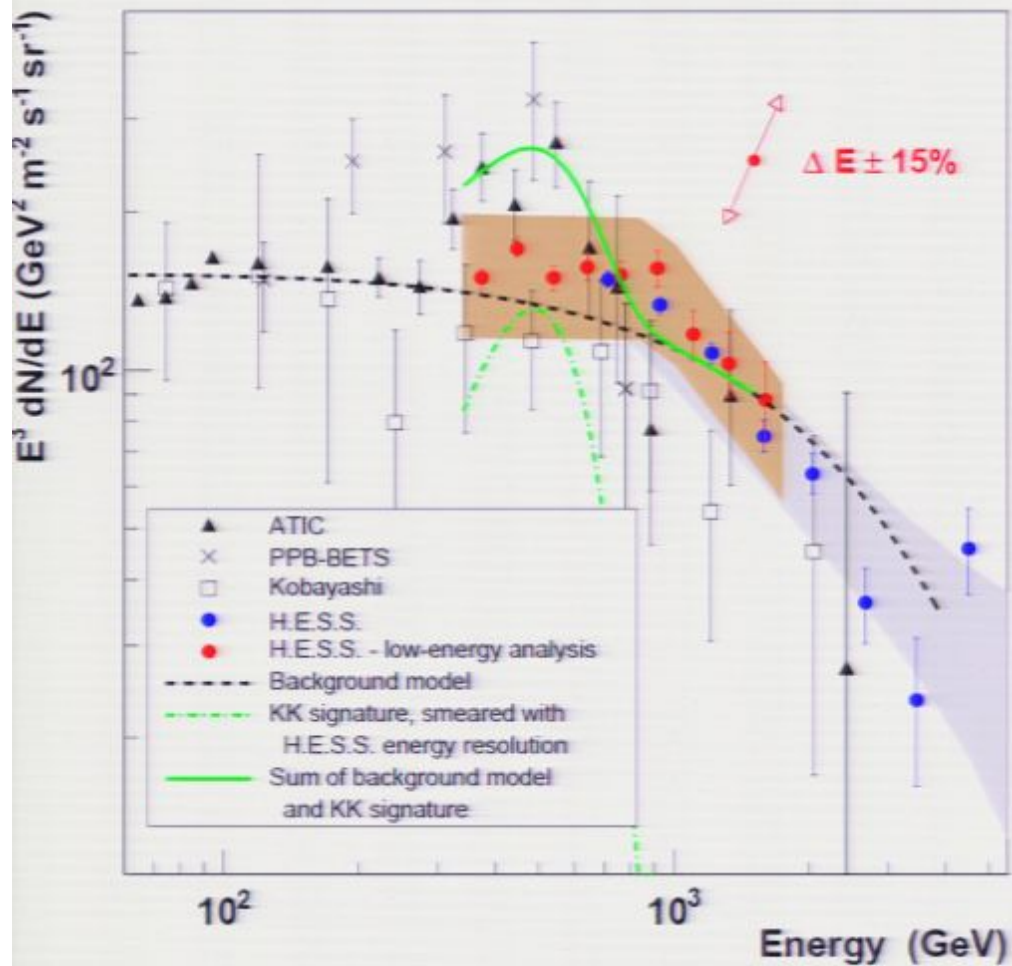 E³ dN/dE (GeV² m⁻² s⁻¹ sr⁻¹)
10²
Δ E ± 15%
ATIC
PPB-BETS
Kobayashi
H.E.S.S.
H.E.S.S. - low-energy analysis
Background model
KK signature, smeared with
H.E.S.S. energy resolution
Sum of background model
and KK signature
10²
10³
Energy (GeV)